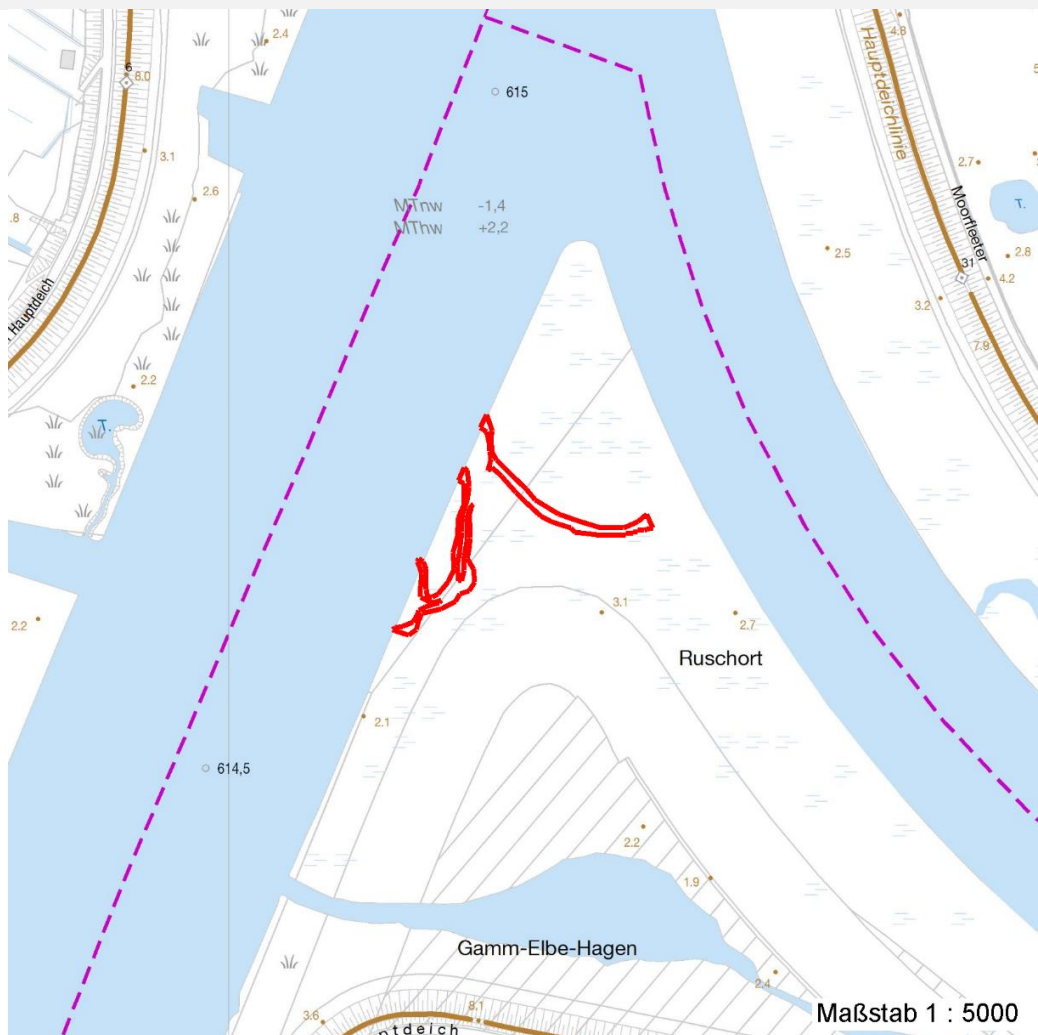 2.4
4.8
6
8.0
615
Hauptdeichlinie
3.1
2.7
2.6
MTnw -1,4
MThw +2,2
Moorfleeter
T.
.8
2.5
2.8
31
4.2
3.2
Hauptdeich
7.9
2.2
T.
3.1
2.7
2.2
Ruschort
2.1
614,5
2.2
1.9
Gamm-Elbe-Hagen
2.4
3.6
8.1
ptdeich
Maßstab 1 : 5000